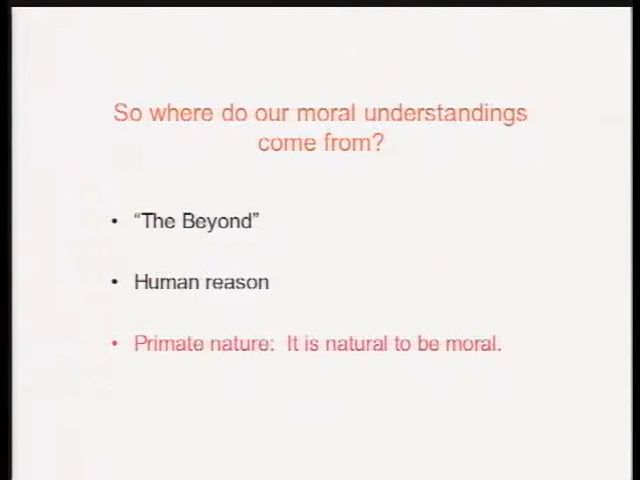 So where do our moral understandings
come from?
• “The Beyond”
• Human reason
• Primate nature:  It is natural to be moral.